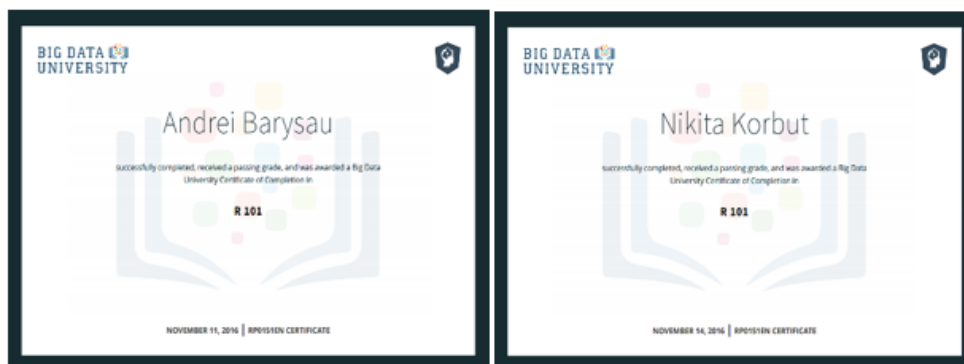 BIG DATA
UNIVERSITY
Andrei Barysau
successfully completed, received a passing grade, and was awarded a Big Data
University Certificate of Completion in
R 101
NOVEMBER 11, 2016 | RP0151EN CERTIFICATE
BIG DATA
UNIVERSITY
Nikita Korbut
successfully completed, received a passing grade, and was awarded a Big Data
University Certificate of Completion in
R 101
NOVEMBER 14, 2016 | RP0151EN CERTIFICATE